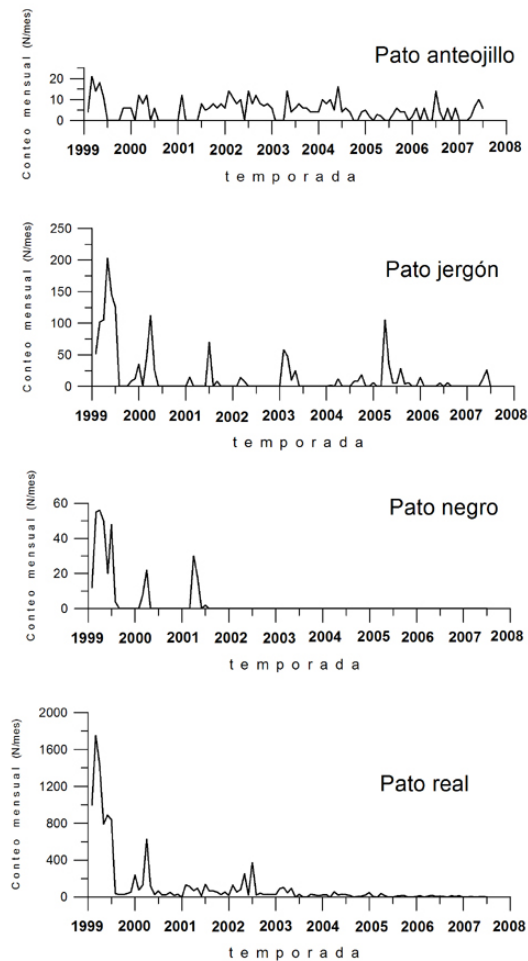 Pato anteojillo
Conteo mensual (N/mes)
20
10
0
1999 2000 2001 2002 2003 2004 2005 2006 2007 2008
temporada
Pato jergón
Conteo mensual (N/mes)
250
200
150
100
50
0
1999 2000 2001 2002 2003 2004 2005 2006 2007 2008
temporada
Pato negro
Conteo mensual (N/mes)
60
40
20
0
1999 2000 2001 2002 2003 2004 2005 2006 2007 2008
temporada
Pato real
Conteo mensual (N/mes)
2000
1600
1200
800
400
0
1999 2000 2001 2002 2003 2004 2005 2006 2007 2008
temporada